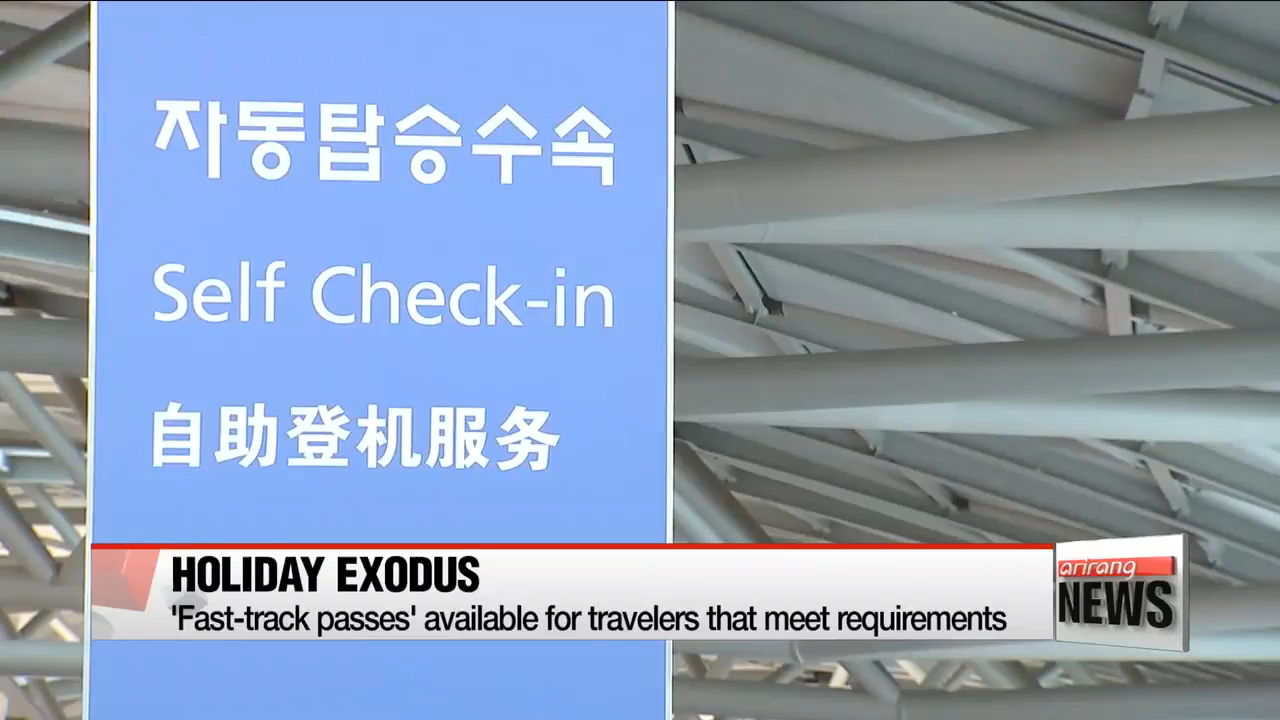 자동탑승수속
Self Check-in
自助登机服务
HOLIDAY EXODUS
'Fast-track passes' available for travelers that meet requirements
arirang
NEWS